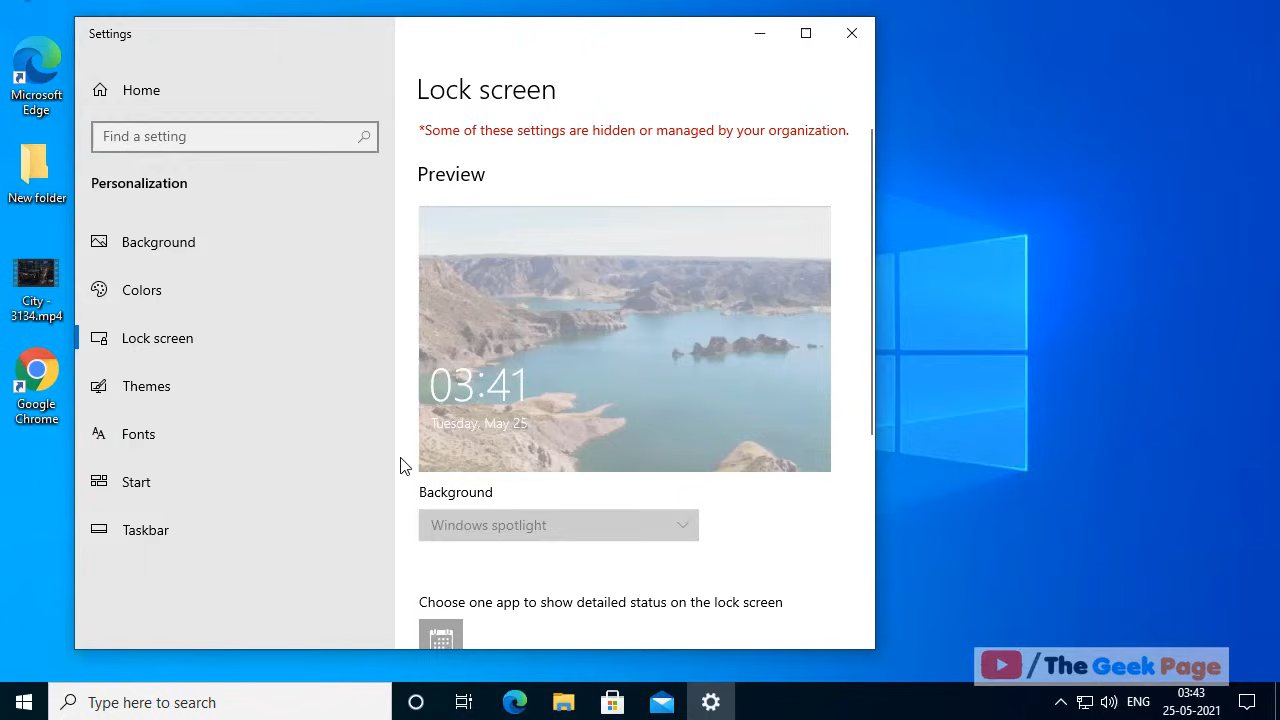 Settings
Home
Find a setting
Personalization
Background
Colors
Lock screen
Themes
Fonts
Start
Taskbar
Lock screen
*Some of these settings are hidden or managed by your organization.
Preview
03:41
Tuesday, May 25
Background
Windows spotlight
Choose one app to show detailed status on the lock screen
Microsoft
Edge
New folder
City -
3134.mp4
Google
Chrome
/The Geek Page
Type here to search
ENG
03:43
25-05-2021